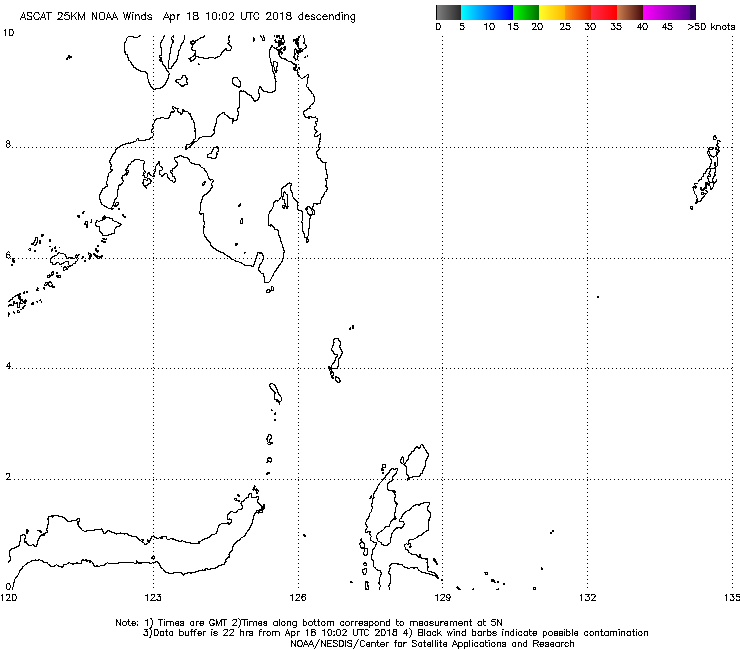 ASCAT 25KM NOAA Winds Apr 18 10:02 UTC 2018 descending
0 5 10 15 20 25 30 35 40 45 >50 knots
10
8
6
4
2
0
120 123 126 129 132 135
Note: 1) Times are GMT 2)Times along bottom correspond to measurement at 5N
3)Data buffer is 22 hrs from Apr 18 10:02 UTC 2018 4) Black wind barbs indicate possible contamination
NOAA/NESDIS/Center for Satellite Applications and Research